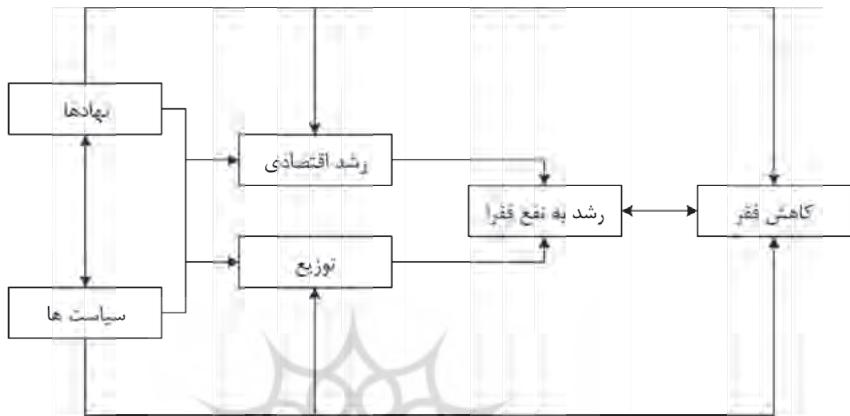 نهادها
رشد اقتصادی
رشد به نفع فقرا
کاهش فقر
توزیع
سیاست ها